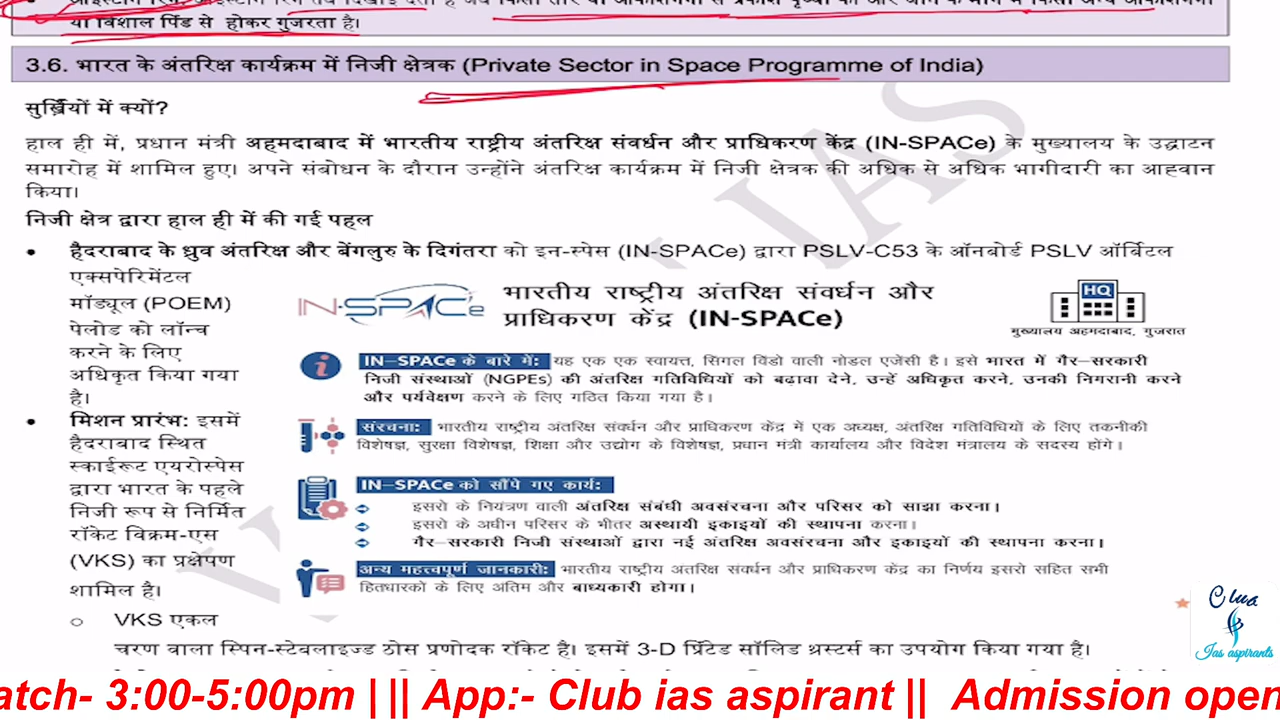 या विशाल पिंड से होकर गुजरता है।
3.6. भारत के अंतरिक्ष कार्यक्रम में निजी क्षेत्रक (Private Sector in Space Programme of India)
सुर्ख़ियों में क्यों?
हाल ही में, प्रधान मंत्री अहमदाबाद में भारतीय राष्ट्रीय अंतरिक्ष संवर्धन और प्राधिकरण केंद्र (IN-SPACe) के मुख्यालय के उद्घाटन
समारोह में शामिल हुए। अपने संबोधन के दौरान उन्होंने अंतरिक्ष कार्यक्रम में निजी क्षेत्रक की अधिक से अधिक भागीदारी का आह्वान
किया।
निजी क्षेत्र द्वारा हाल ही में की गई पहल
• हैदराबाद के ध्रुव अंतरिक्ष और बेंगलुरु के दिगंतरा को इन-स्पेस (IN-SPACe) द्वारा PSLV-C53 के ऑनबोर्ड PSLV ऑर्बिटल
एक्सपेरिमेंटल
मॉड्यूल (POEM)
पेलोड को लॉन्च
करने के लिए
अधिकृत किया गया
है।
• मिशन प्रारंभ: इसमें
हैदराबाद स्थित
स्काईरूट एयरोस्पेस
द्वारा भारत के पहले
निजी रूप से निर्मित
रॉकेट विक्रम-एस
(VKS) का प्रक्षेपण
शामिल है।
IN-SPACe
भारतीय राष्ट्रीय अंतरिक्ष संवर्धन और
प्राधिकरण केंद्र (IN-SPACe)
HQ
मुख्यालय अहमदाबाद, गुजरात
IN-SPACe के बारे में: यह एक एक स्वायत्त, सिंगल विंडो वाली नोडल एजेंसी है। इसे भारत में गैर-सरकारी
निजी संस्थाओं (NGPEs) की अंतरिक्ष गतिविधियों को बढ़ावा देने, उन्हें अधिकृत करने, उनकी निगरानी करने
और पर्यवेक्षण करने के लिए गठित किया गया है।
संरचना: भारतीय राष्ट्रीय अंतरिक्ष संवर्धन और प्राधिकरण केंद्र में एक अध्यक्ष, अंतरिक्ष गतिविधियों के लिए तकनीकी
विशेषज्ञ, सुरक्षा विशेषज्ञ, शिक्षा और उद्योग के विशेषज्ञ, प्रधान मंत्री कार्यालय और विदेश मंत्रालय के सदस्य होंगे।
IN-SPACe को सौंपे गए कार्य:
इसरो के नियंत्रण वाली अंतरिक्ष संबंधी अवसंरचना और परिसर को साझा करना।
इसरो के अधीन परिसर के भीतर अस्थायी इकाइयों की स्थापना करना।
गैर-सरकारी निजी संस्थाओं द्वारा नई अंतरिक्ष अवसंरचना और इकाइयों की स्थापना करना।
अन्य महत्वपूर्ण जानकारी: भारतीय राष्ट्रीय अंतरिक्ष संवर्धन और प्राधिकरण केंद्र का निर्णय इसरो सहित सभी
हितधारकों के लिए अंतिम और बाध्यकारी होगा।
o VKS एकल
चरण वाला स्पिन-स्टेबलाइज्ड ठोस प्रणोदक रॉकेट है। इसमें 3-D प्रिंटेड सॉलिड थ्रस्टर्स का उपयोग किया गया है।
Ias aspirants
atch- 3:00-5:00pm | || App:- Club ias aspirant || Admission open